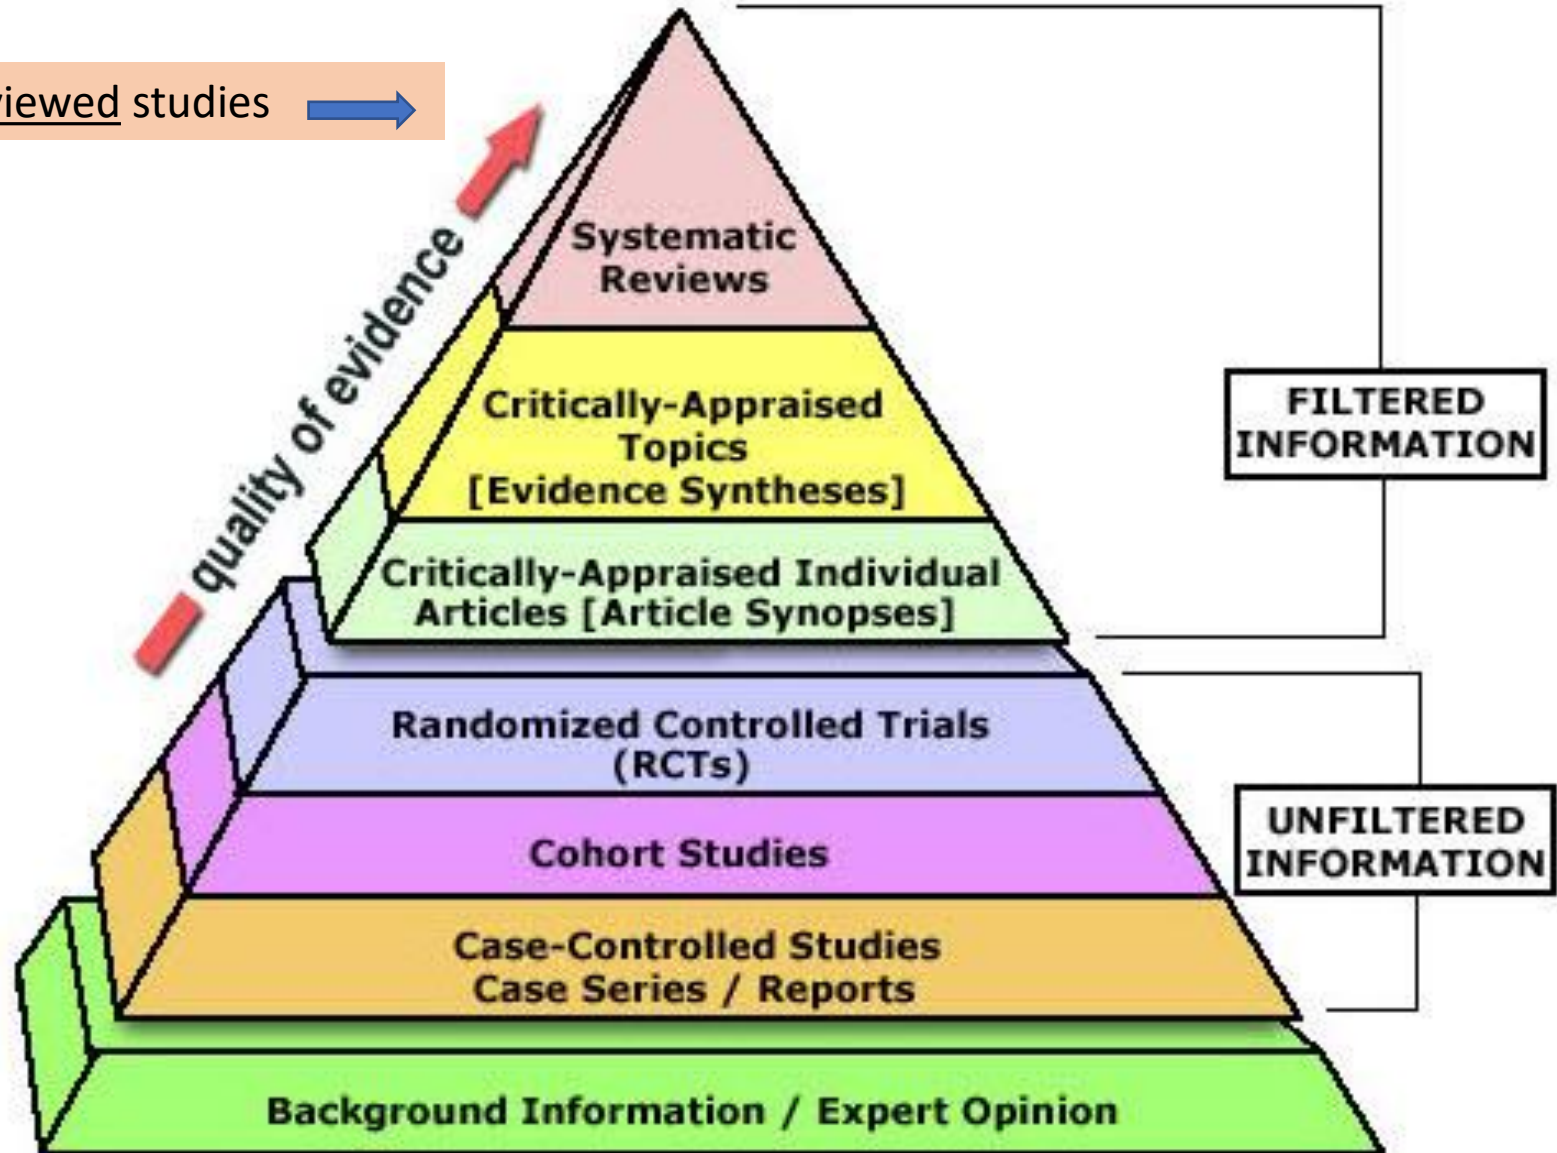 viewed studies
quality of evidence
Systematic
Reviews
Critically-Appraised
Topics
[Evidence Syntheses]
FILTERED
INFORMATION
Critically-Appraised Individual
Articles [Article Synopses]
Randomized Controlled Trials
(RCTs)
Cohort Studies
UNFILTERED
INFORMATION
Case-Controlled Studies
Case Series / Reports
Background Information / Expert Opinion